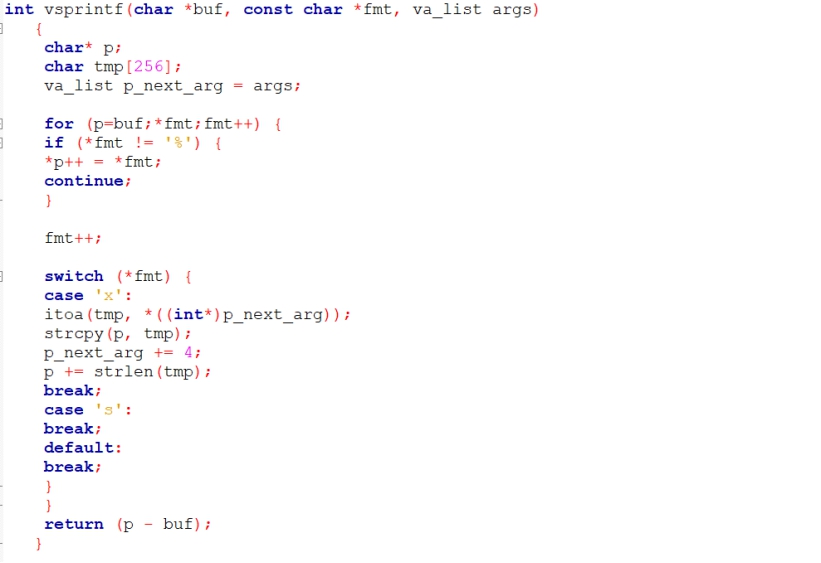 int vsprintf(char *buf, const char *fmt, va_list args)
{
char* p;
char tmp[256];
va_list p_next_arg = args;
for (p=buf;*fmt;fmt++) {
if (*fmt != '%') {
*p++ = *fmt;
continue;
}
fmt++;
switch (*fmt) {
case 'x':
itoa(tmp, *((int*)p_next_arg));
strcpy(p, tmp);
p_next_arg += 4;
p += strlen(tmp);
break;
case 's':
break;
default:
break;
}
}
return (p - buf);
}